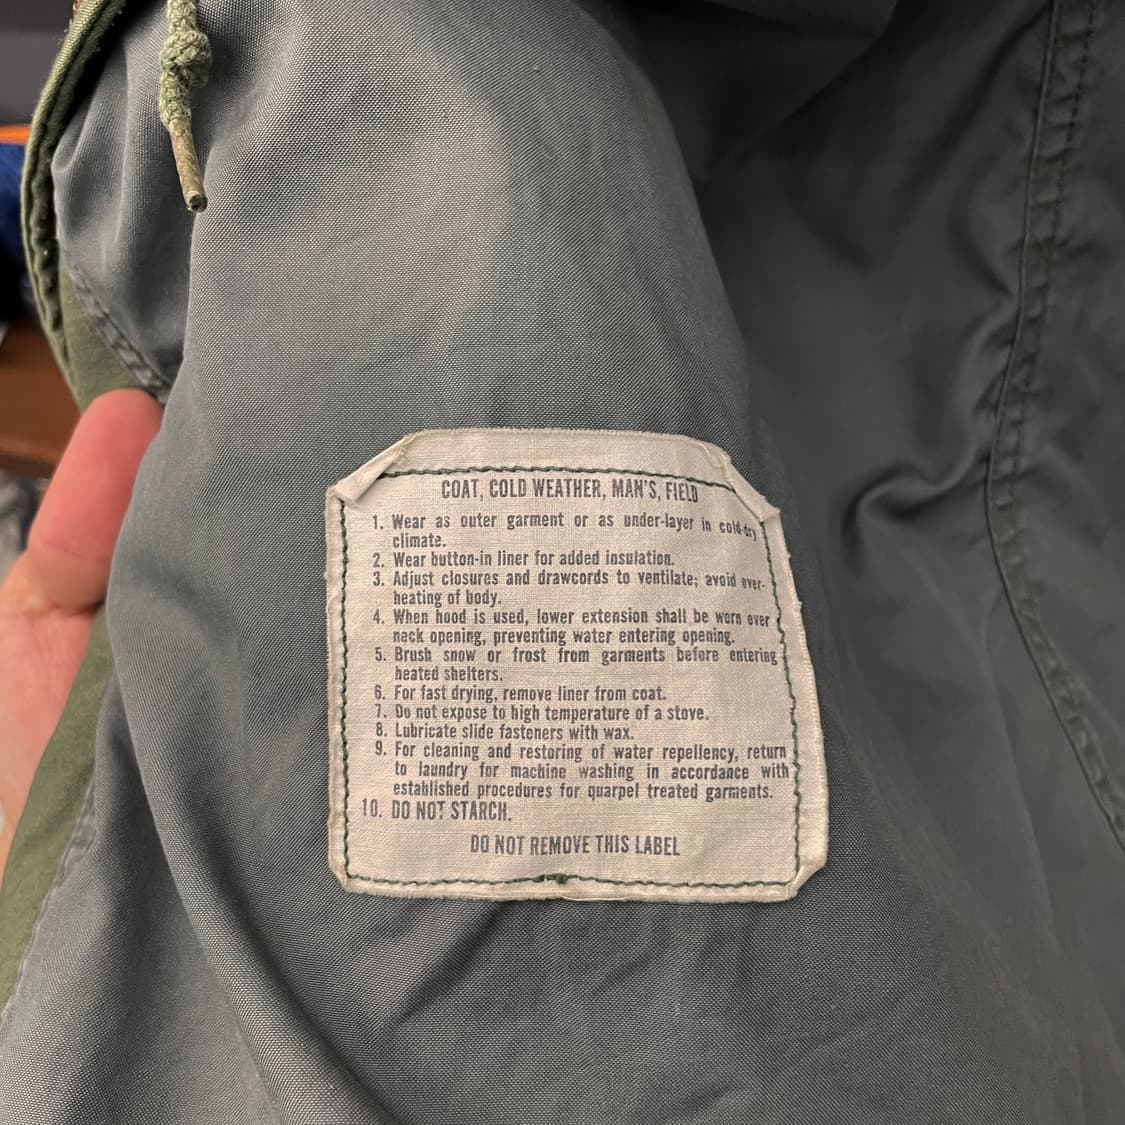 COAT, COLD WEATHER, MAN'S, FIELD
1. Wear as outer garment or as under-layer in cold-dry
climate.
2. Wear button-in liner for added insulation.
3. Adjust closures and drawcords to ventilate; avoid over-
heating of body.
4. When hood is used, lower extension shall be worn over
neck opening, preventing water entering opening.
5. Brush snow or frost from garments before entering
heated shelters.
6. For fast drying, remove liner from coat.
7. Do not expose to high temperature of a stove.
8. Lubricate slide fasteners with wax.
9. For cleaning and restoring of water repellency, return
to laundry for machine washing in accordance with
established procedures for quarpel treated garments.
10. DO NOT STARCH.
DO NOT REMOVE THIS LABEL